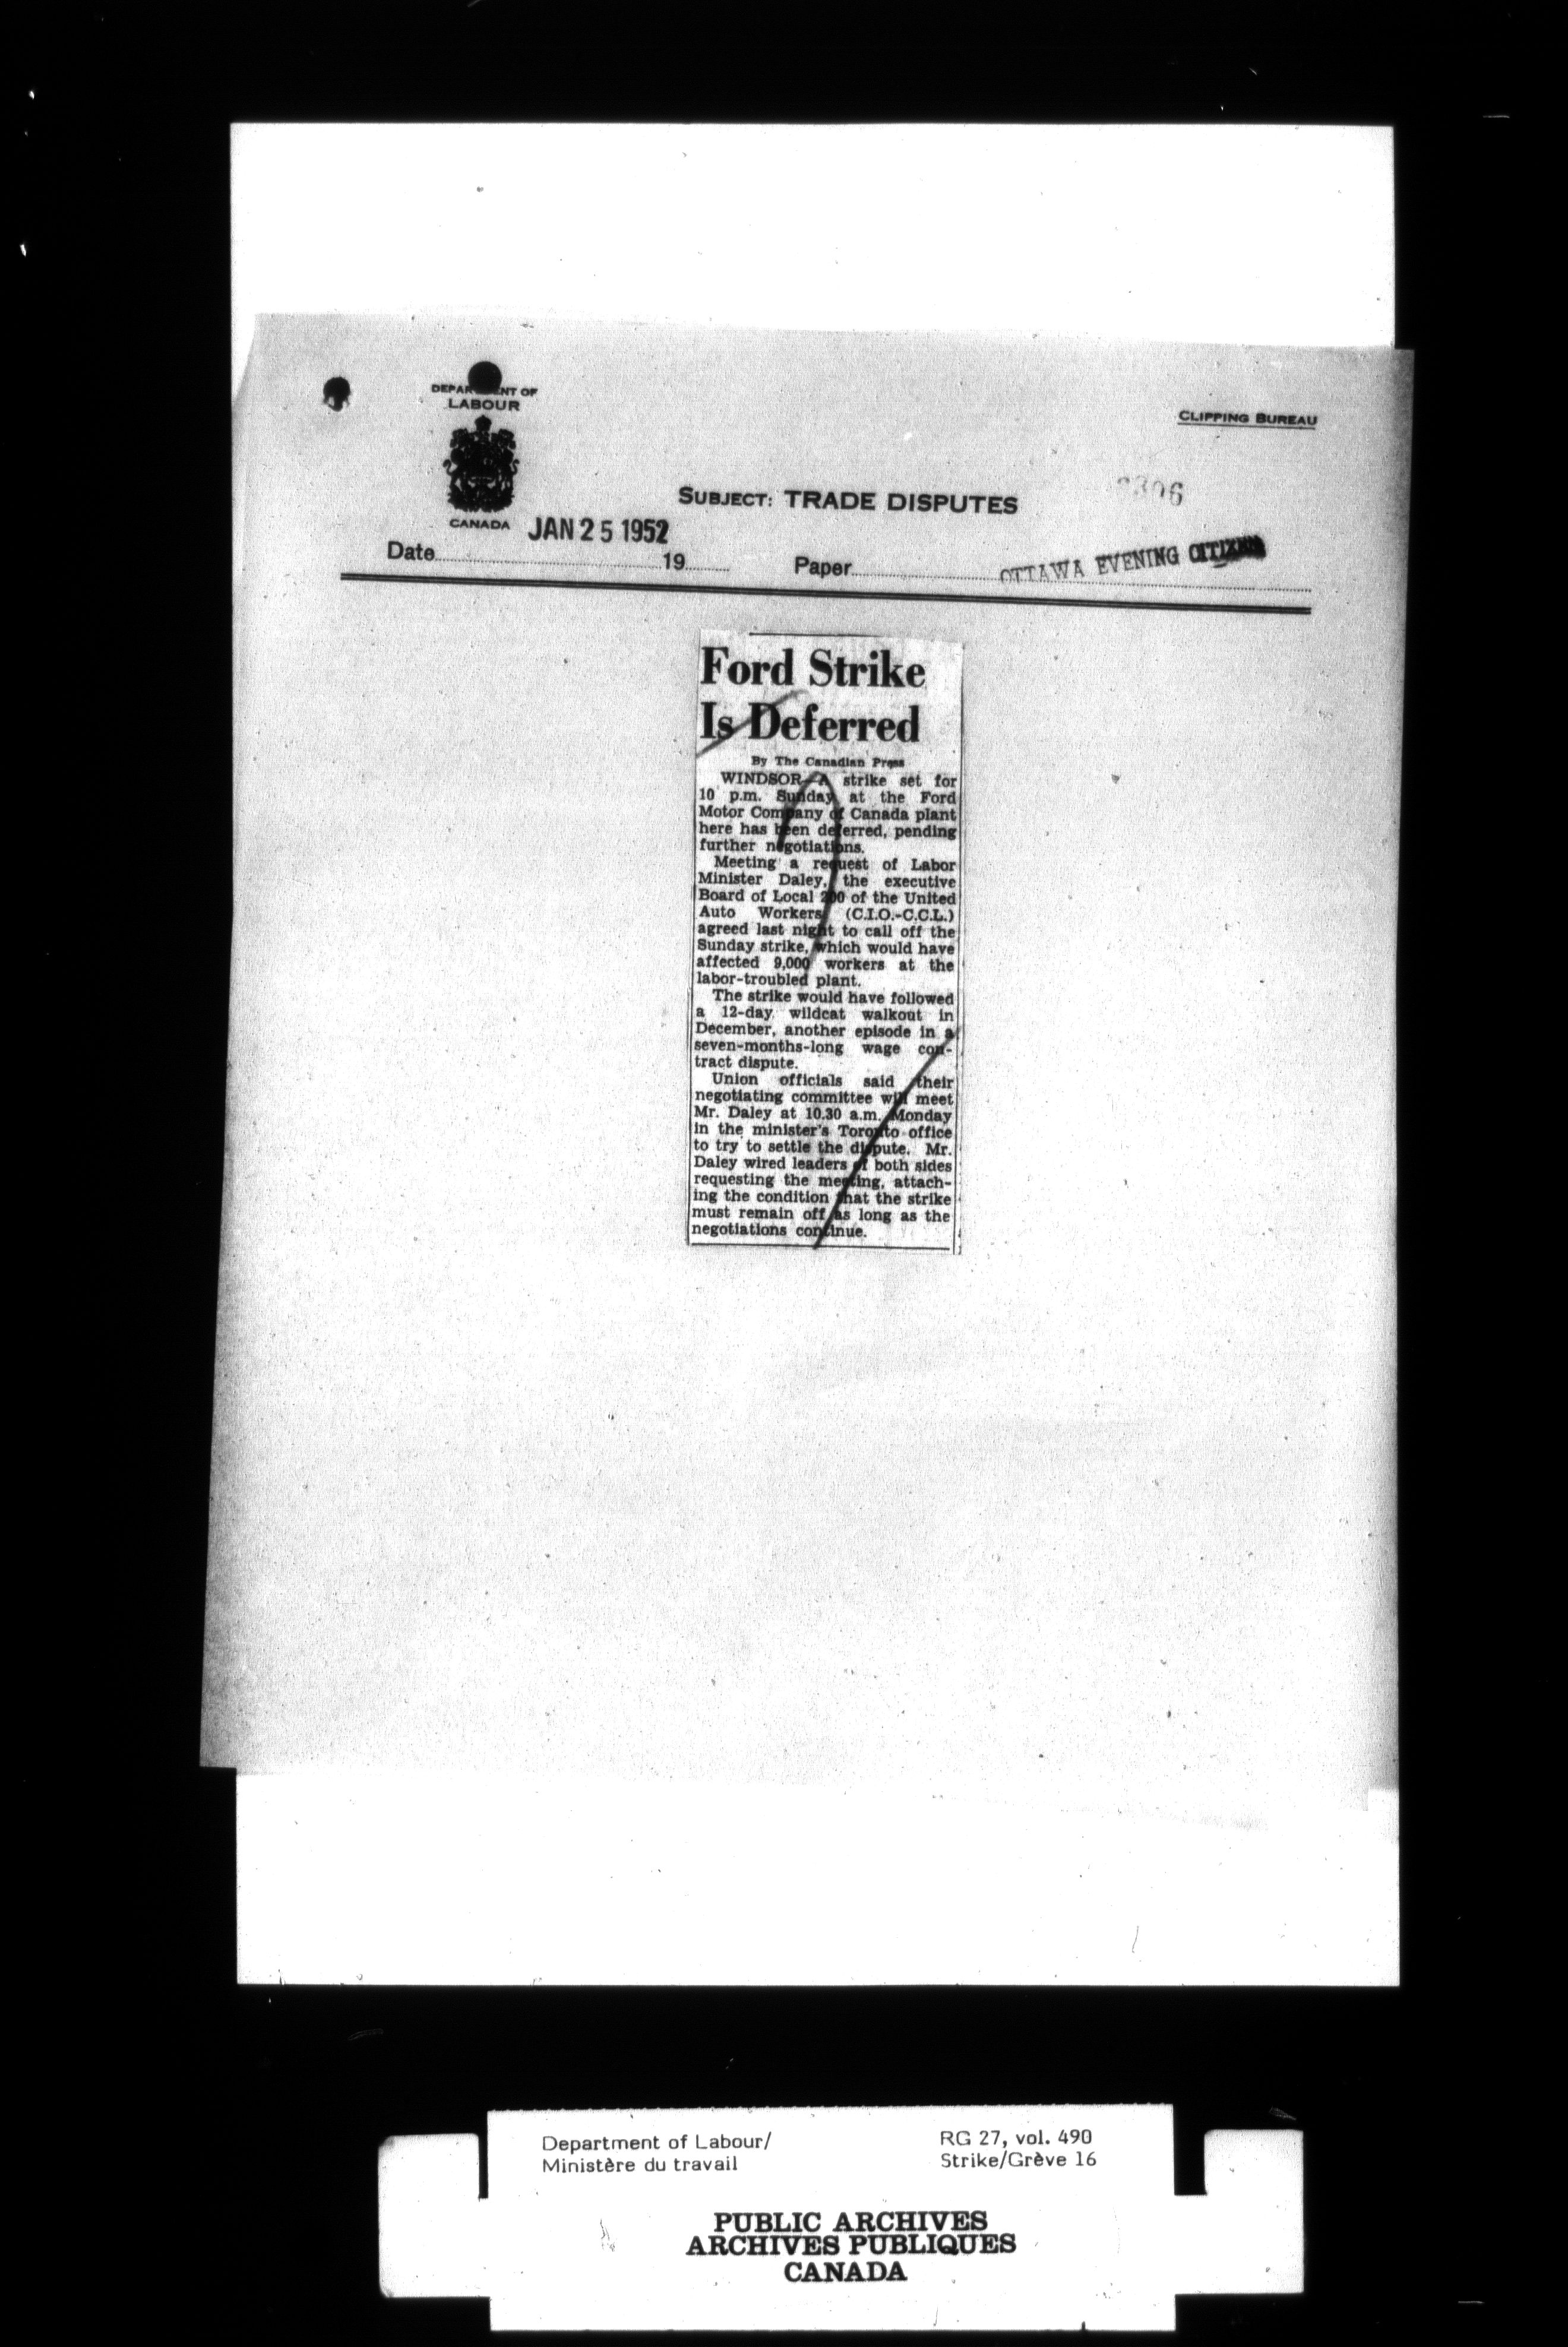 DEPARTMENT OF
LABOUR
CANADA
CLIPPING BUREAU
SUBJECT: TRADE DISPUTES
JAN 25 1952
Date 19
Paper OTTAWA EVENING CITIZEN
Ford Strike
Is Deferred
By The Canadian Press
WINDSOR—A strike set for
10 p.m. Sunday at the Ford
Motor Company of Canada plant
here has been deferred, pending
further negotiations.
Meeting a request of Labor
Minister Daley, the executive
Board of Local 200 of the United
Auto Workers (C.I.O.-C.C.L.)
agreed last night to call off the
Sunday strike, which would have
affected 9,000 workers at the
labor-troubled plant.
The strike would have followed
a 12-day wildcat walkout in
December, another episode in a
seven-months-long wage con-
tract dispute.
Union officials said their
negotiating committee will meet
Mr. Daley at 10.30 a.m. Monday
in the minister's Toronto office
to try to settle the dispute. Mr.
Daley wired leaders of both sides
requesting the meeting, attach-
ing the condition that the strike
must remain off as long as the
negotiations continue.
Department of Labour/
Ministère du travail
RG 27, vol. 490
Strike/Grève 16
PUBLIC ARCHIVES
ARCHIVES PUBLIQUES
CANADA